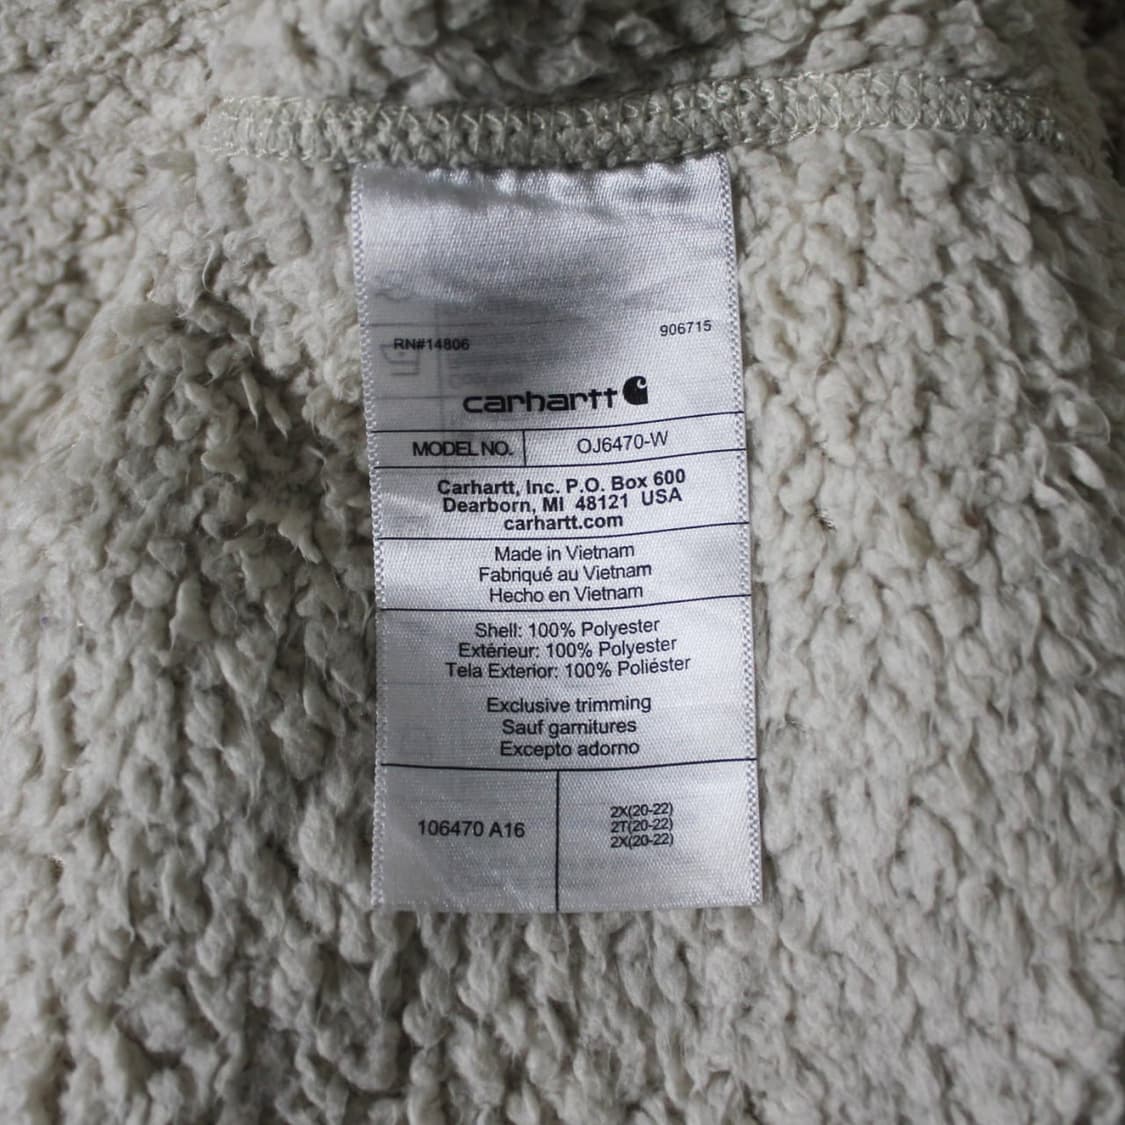 906715
RN#14806
carhartt
MODEL NO. OJ6470-W
Carhartt, Inc. P.O. Box 600
Dearborn, MI 48121 USA
carhartt.com
Made in Vietnam
Fabriqué au Vietnam
Hecho en Vietnam
Shell: 100% Polyester
Extérieur: 100% Polyester
Tela Exterior: 100% Poliéster
Exclusive trimming
Sauf garnitures
Excepto adorno
106470 A16
2X(20-22)
2T(20-22)
2X(20-22)